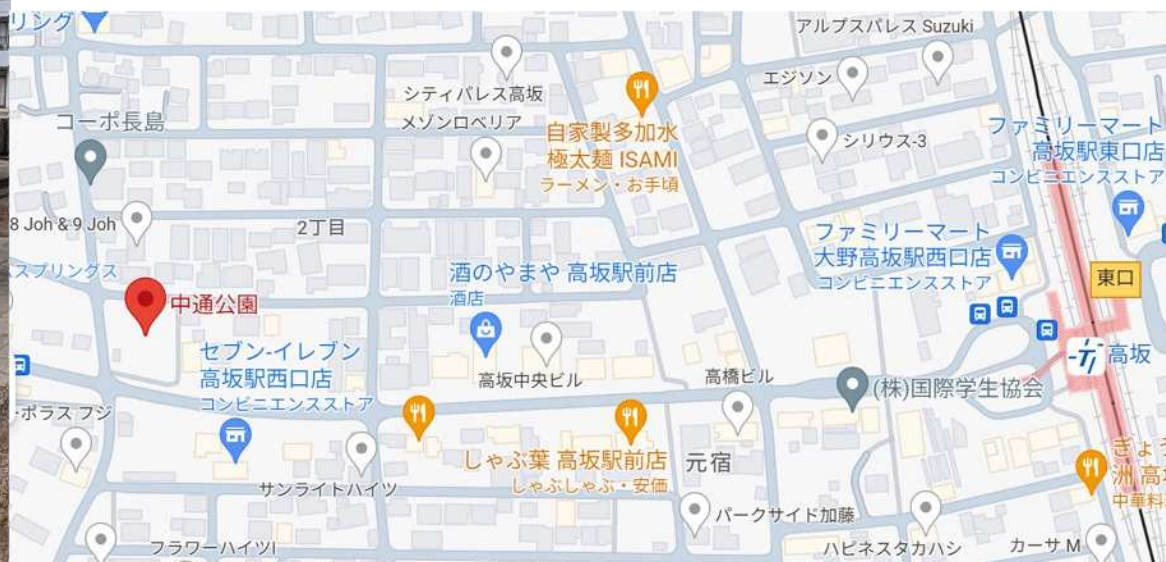 リング
アルプスパレス Suzuki
エジソン
シティパレス高坂
メゾンロベリア
自家製多加水
極太麺 ISAMI
ラーメン・お手頃
シリウス-3
ファミリーマート
高坂駅東口店
コンビニエンスストア
コーポ長島
8 Joh & 9 Joh
2丁目
ファミリーマート
大野高坂駅西口店
コンビニエンスストア
スプリングス
酒のやまや 高坂駅前店
酒店
東口
中通公園
セブン-イレブン
高坂駅西口店
コンビニエンスストア
高坂中央ビル
高橋ビル
(株)国際学生協会
高坂
ポラス フジ
しゃぶ葉 高坂駅前店
しゃぶしゃぶ・安価
元宿
サンライトハイツ
パークサイド加藤
フラワーハイツI
ハピネスタカハシ
カーサ M